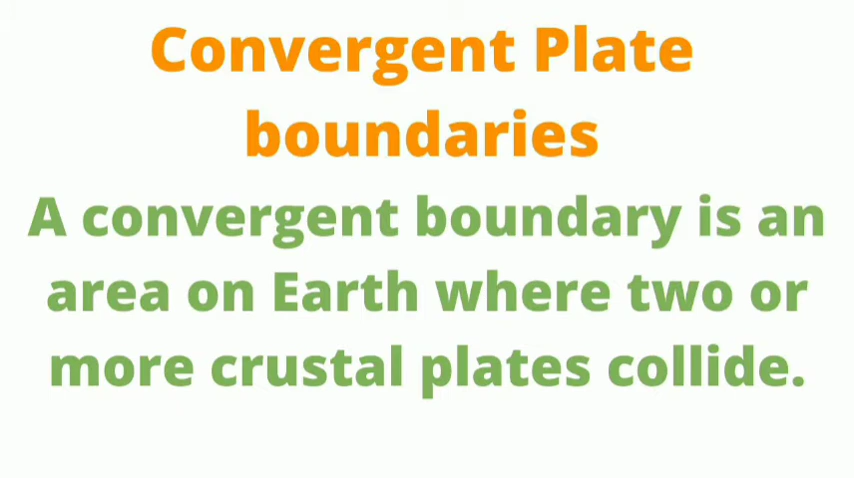 Convergent Plate
boundaries
A convergent boundary is an
area on Earth where two or
more crustal plates collide.